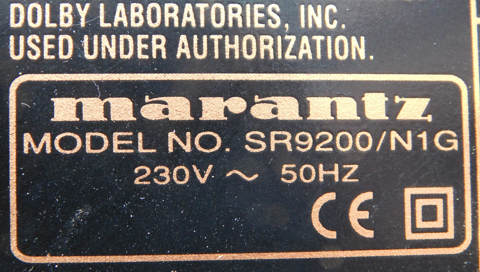 DOLBY LABORATORIES, INC.
USED UNDER AUTHORIZATION.
marantz
MODEL NO. SR9200/N1G
230V ~ 50HZ
CE